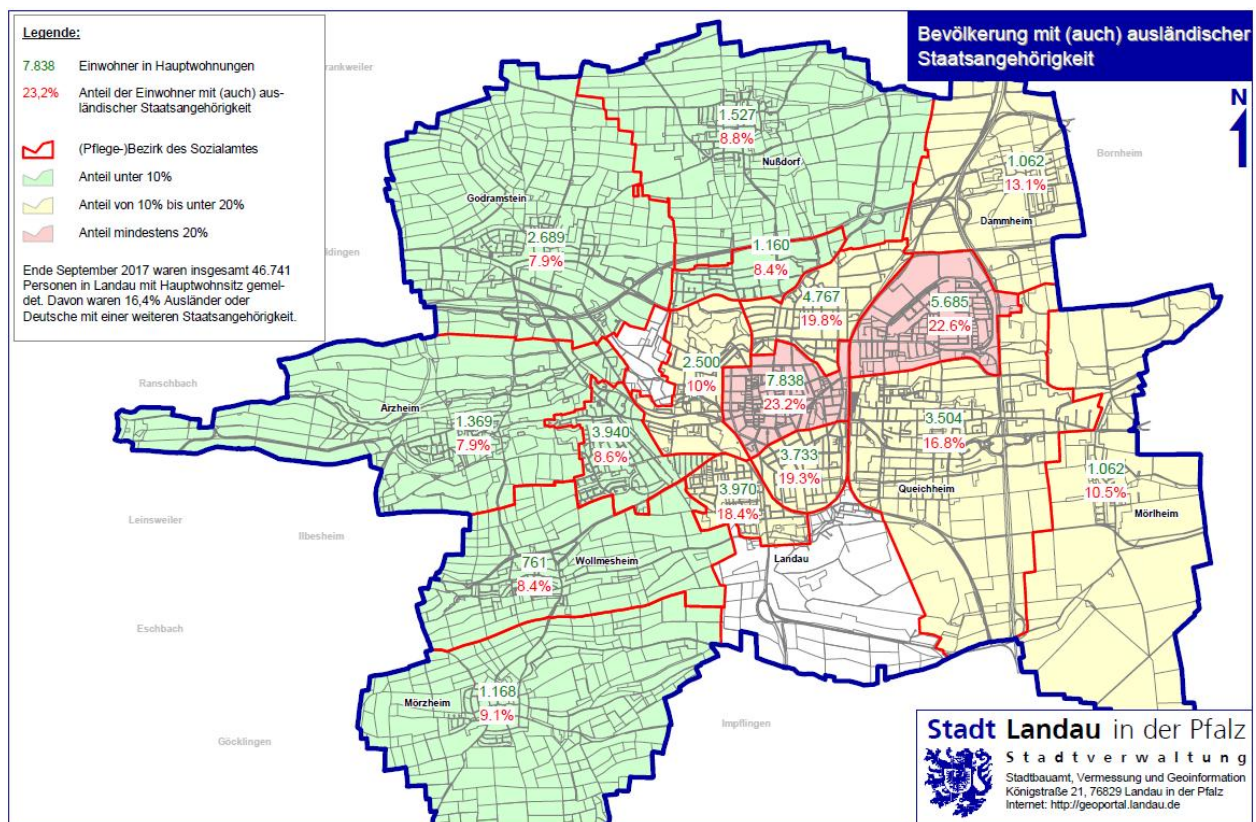 Legende:
7.838 Einwohner in Hauptwohnungen
23,2% Anteil der Einwohner mit (auch) aus-
ländischer Staatsangehörigkeit
(Pflege-)Bezirk des Sozialamtes
Anteil unter 10%
Anteil von 10% bis unter 20%
Anteil mindestens 20%
Ende September 2017 waren insgesamt 46.741
Personen in Landau mit Hauptwohnsitz gemel-
det. Davon waren 16,4% Ausländer oder
Deutsche mit einer weiteren Staatsangehörigkeit.
Bevölkerung mit (auch) ausländischer
Staatsangehörigkeit
N
rankweiler
Bornheim
1.527
8.8%
Nußdorf
1.062
13.1%
Dammheim
Godramstein
2.689
7.9%
ldingen
1.160
8.4%
4.767
19.8%
5.685
22.6%
2.500
10%
7.838
23.2%
Ranschbach
Arzheim
1.369
7.9%
3.940
8.6%
3.504
16.8%
3.733
19.3%
3.970
18.4%
Queichheim
1.062
10.5%
Mörlheim
Leinsweiler
Ilbesheim
Landau
Wollmesheim
761
8.4%
Eschbach
Mörzheim
1.168
9.1%
Impflingen
Göcklingen
Stadt Landau in der Pfalz
Stadtverwaltung
Stadtbauamt, Vermessung und Geoinformation
Königstraße 21, 76829 Landau in der Pfalz
Internet: http://geoportal.landau.de